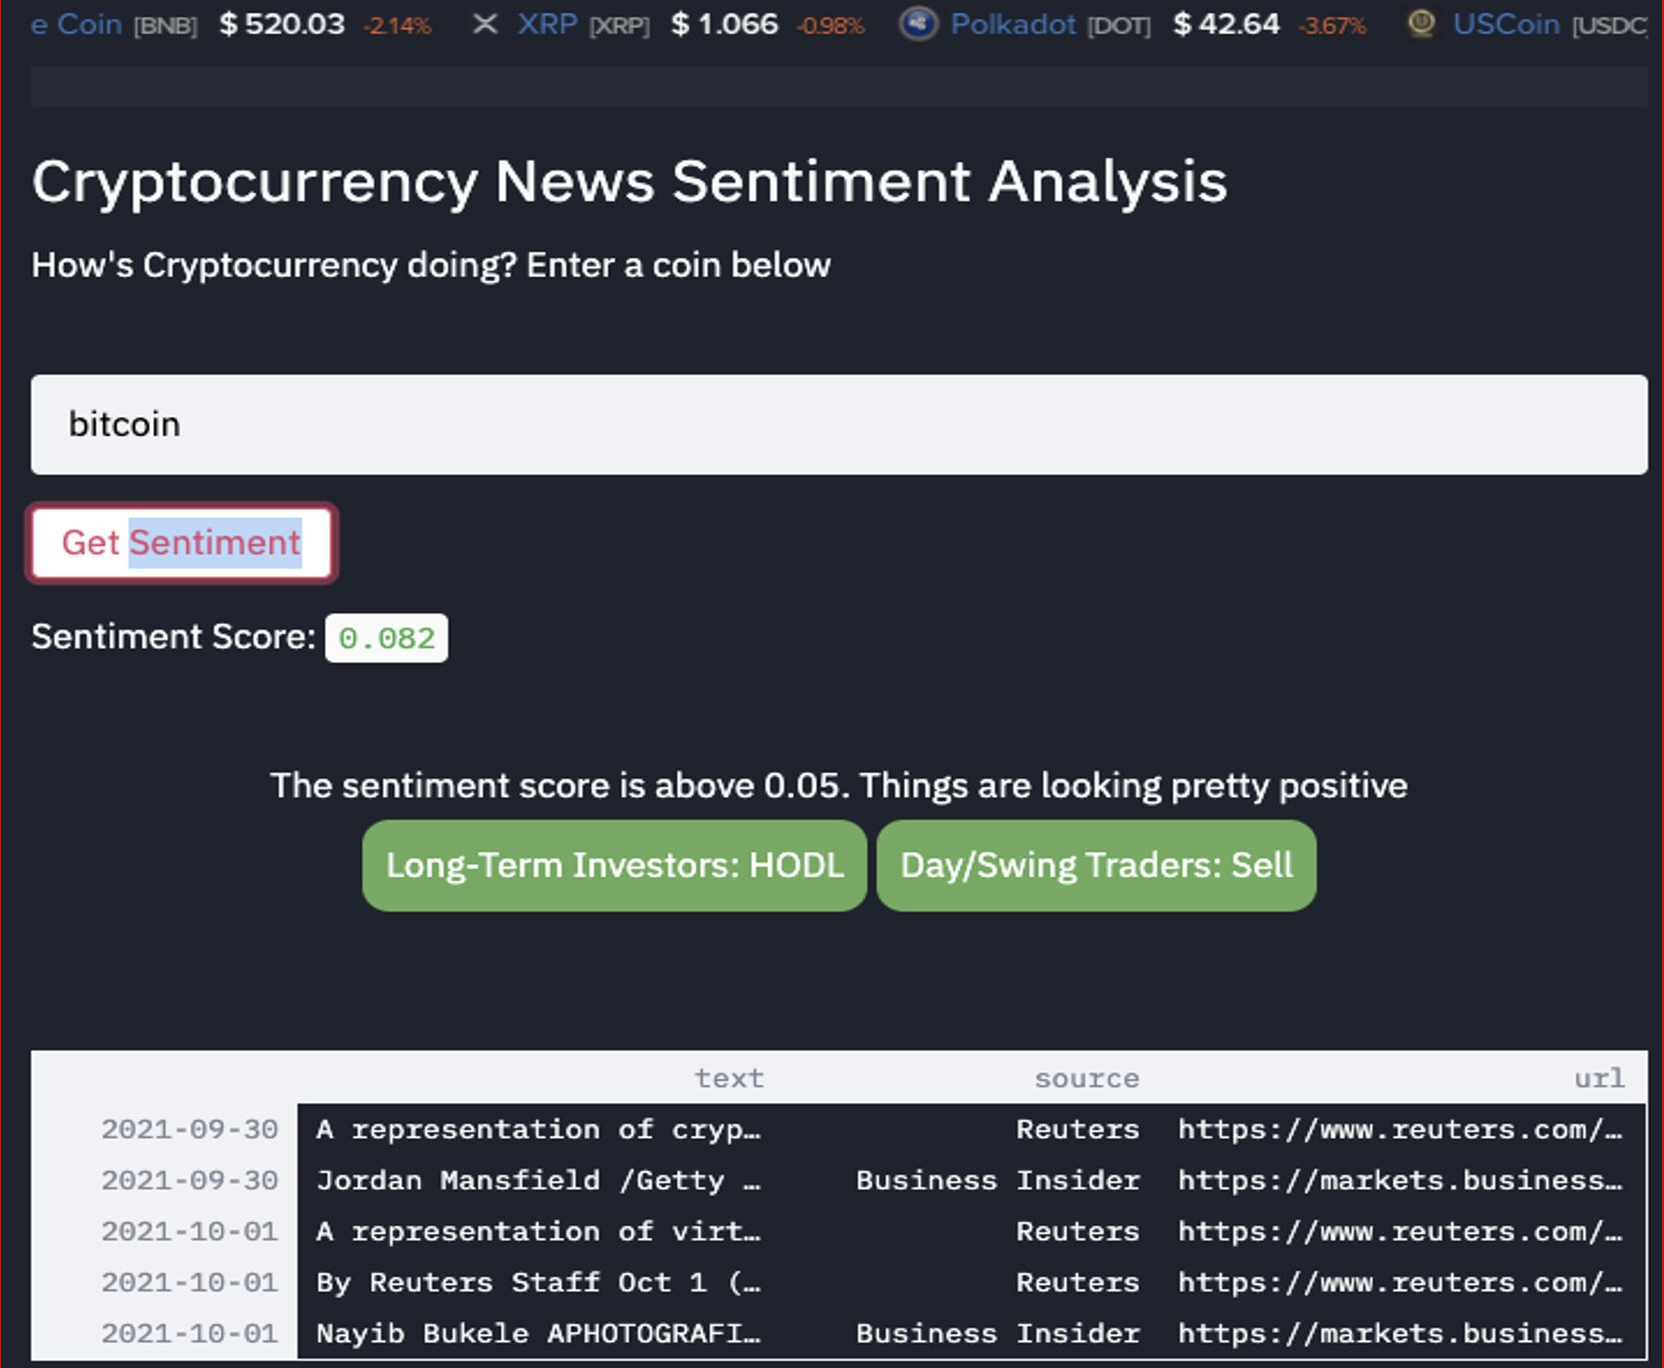 e Coin [BNB] $ 520.03 -2.14% XRP [XRP] $ 1.066 -0.98% Polkadot [DOT] $ 42.64 -3.67% USCoin [USDC]
Cryptocurrency News Sentiment Analysis
How's Cryptocurrency doing? Enter a coin below
bitcoin
Get Sentiment
Sentiment Score: 0.082
The sentiment score is above 0.05. Things are looking pretty positive
Long-Term Investors: HODL Day/Swing Traders: Sell
text source url
2021-09-30 A representation of cryp… Reuters https://www.reuters.com/…
2021-09-30 Jordan Mansfield /Getty … Business Insider https://markets.business…
2021-10-01 A representation of virt… Reuters https://www.reuters.com/…
2021-10-01 By Reuters Staff Oct 1 (… Reuters https://www.reuters.com/…
2021-10-01 Nayib Bukele APHOTOGRAFI… Business Insider https://markets.business…